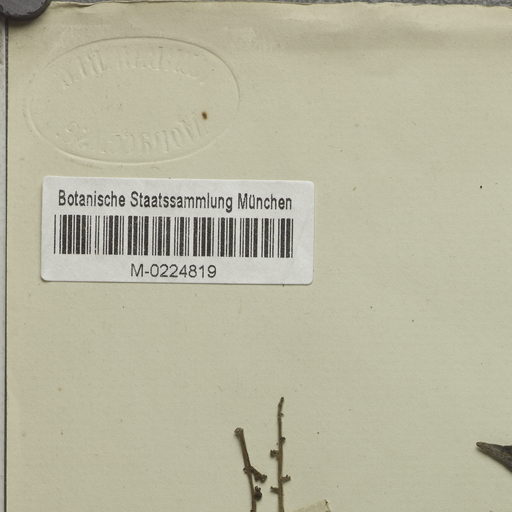 Botanische Staatssammlung München
M-0224819